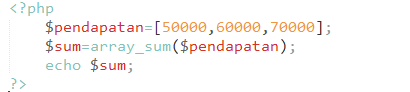 <?php
$pendapatan=[50000,60000,70000];
$sum=array_sum($pendapatan);
echo $sum;
?>